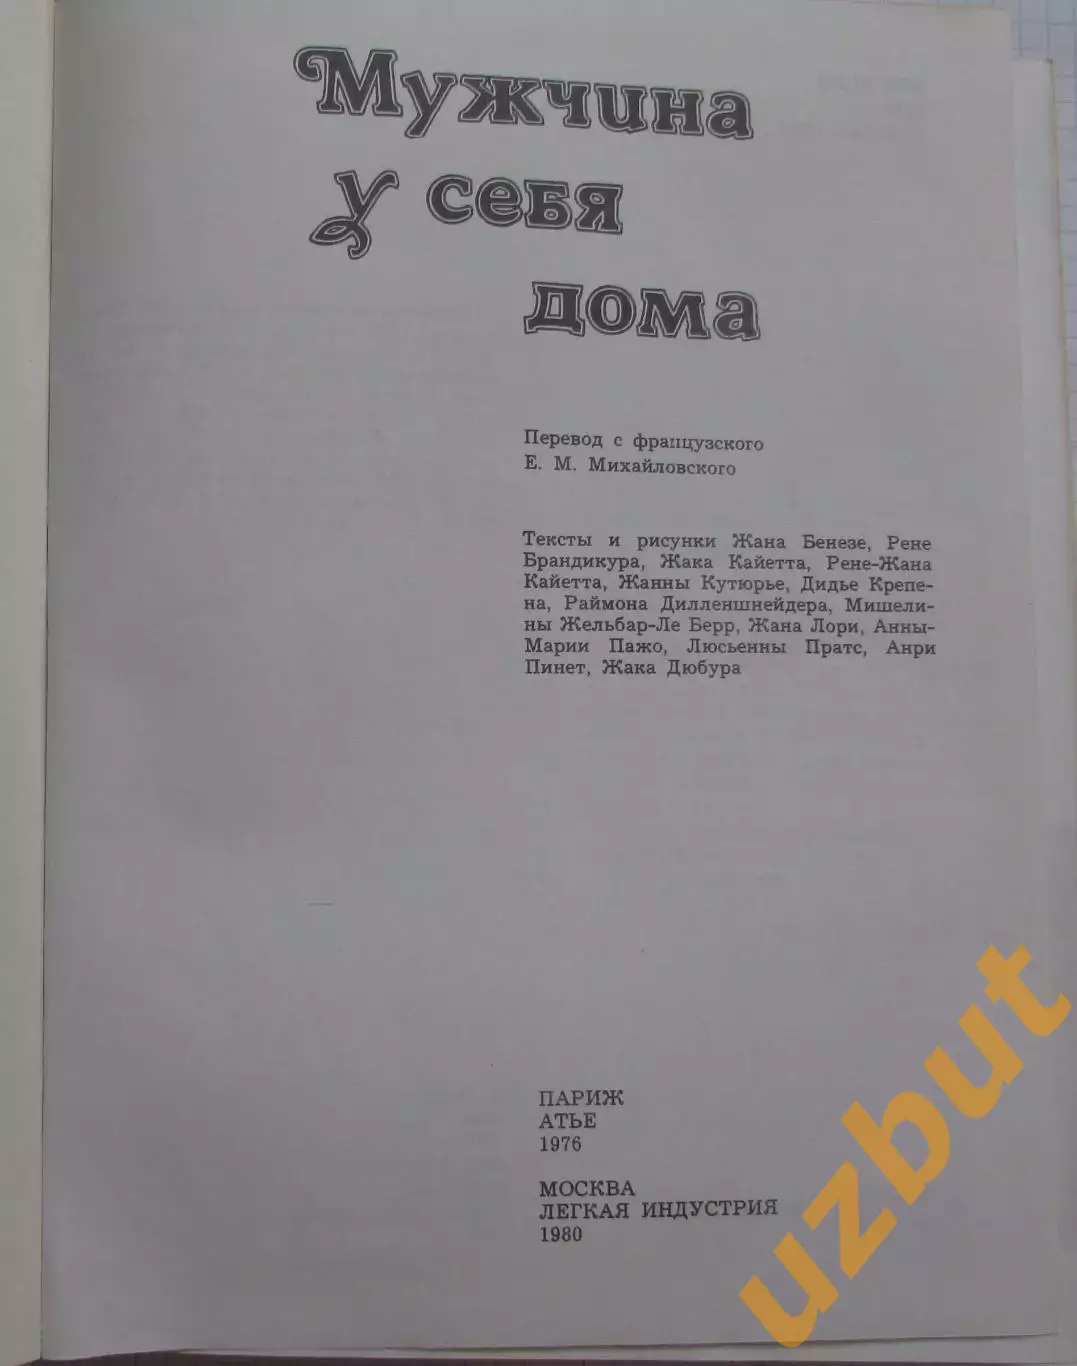 Мужчина
у себя
дома
Перевод с французского
Е. М. Михайловского
Тексты и рисунки Жана Бенезе, Рене
Брандикура, Жака Кайетта, Рене-Жана
Кайетта, Жанны Кутюрье, Дидье Крепе-
на, Раймона Дилленшнейдера, Мишели-
ны Жельбар-Ле Берр, Жана Лори, Анны-
Марии Пажо, Люсьенны Пратс, Анри
Пинет, Жака Дюбура
ПАРИЖ
АТЬЕ
1976
МОСКВА
ЛЕГКАЯ ИНДУСТРИЯ
1980
uzbut